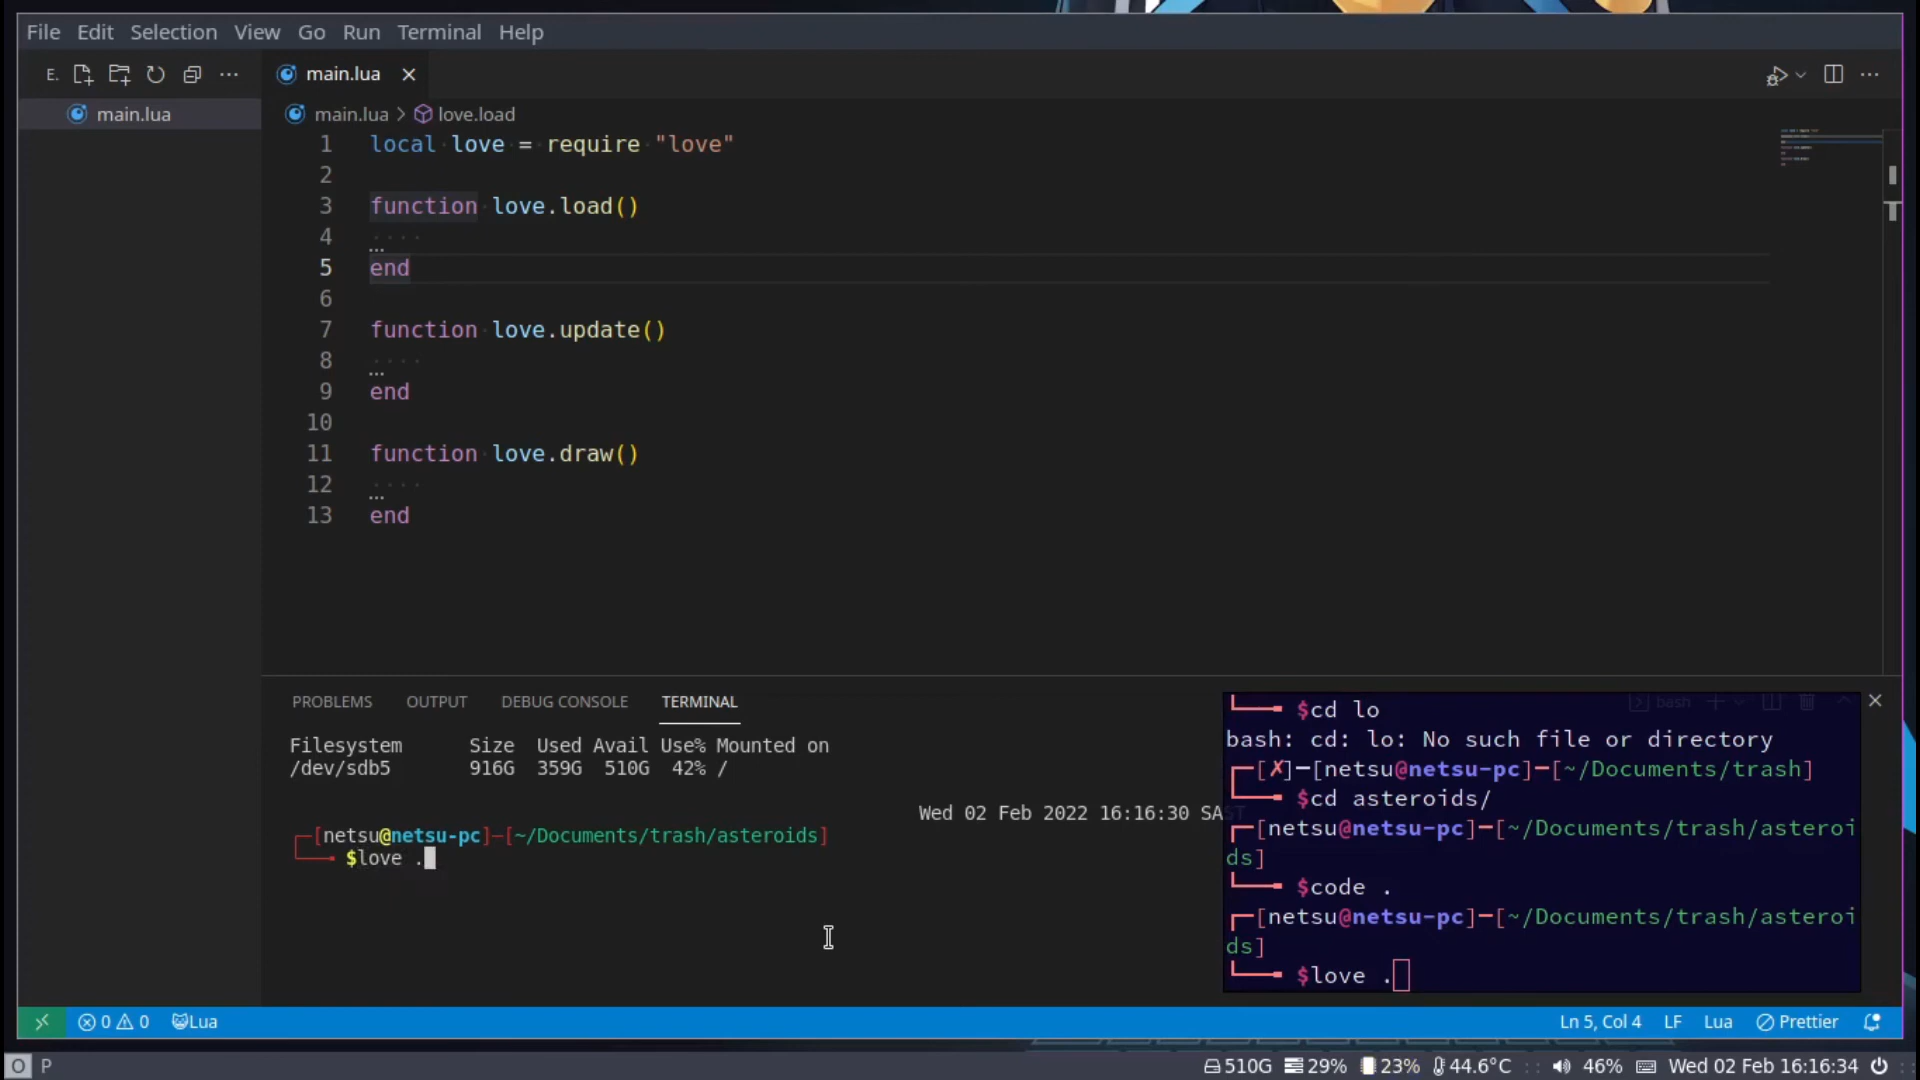 File Edit Selection View Go Run Terminal Help
E.
main.lua
main.lua
main.lua > love.load
1 local love = require "love"
2
3 function love.load()
4
5 end
6
7 function love.update()
8
9 end
10
11 function love.draw()
12
13 end
PROBLEMS OUTPUT DEBUG CONSOLE TERMINAL
bash
Filesystem Size Used Avail Use% Mounted on
/dev/sdb5 916G 359G 510G 42% /
Wed 02 Feb 2022 16:16:30 SAST
[netsu@netsu-pc]-[~/Documents/trash/asteroids]
$love .
$cd lo
bash: cd: lo: No such file or directory
[✗]-[netsu@netsu-pc]-[~/Documents/trash]
$cd asteroids/
[netsu@netsu-pc]-[~/Documents/trash/asteroi
ds]
$code .
[netsu@netsu-pc]-[~/Documents/trash/asteroi
ds]
$love .
0 0 Lua
Ln 5, Col 4 LF Lua Prettier
O P
510G 29% 23% 44.6°C 46% Wed 02 Feb 16:16:34